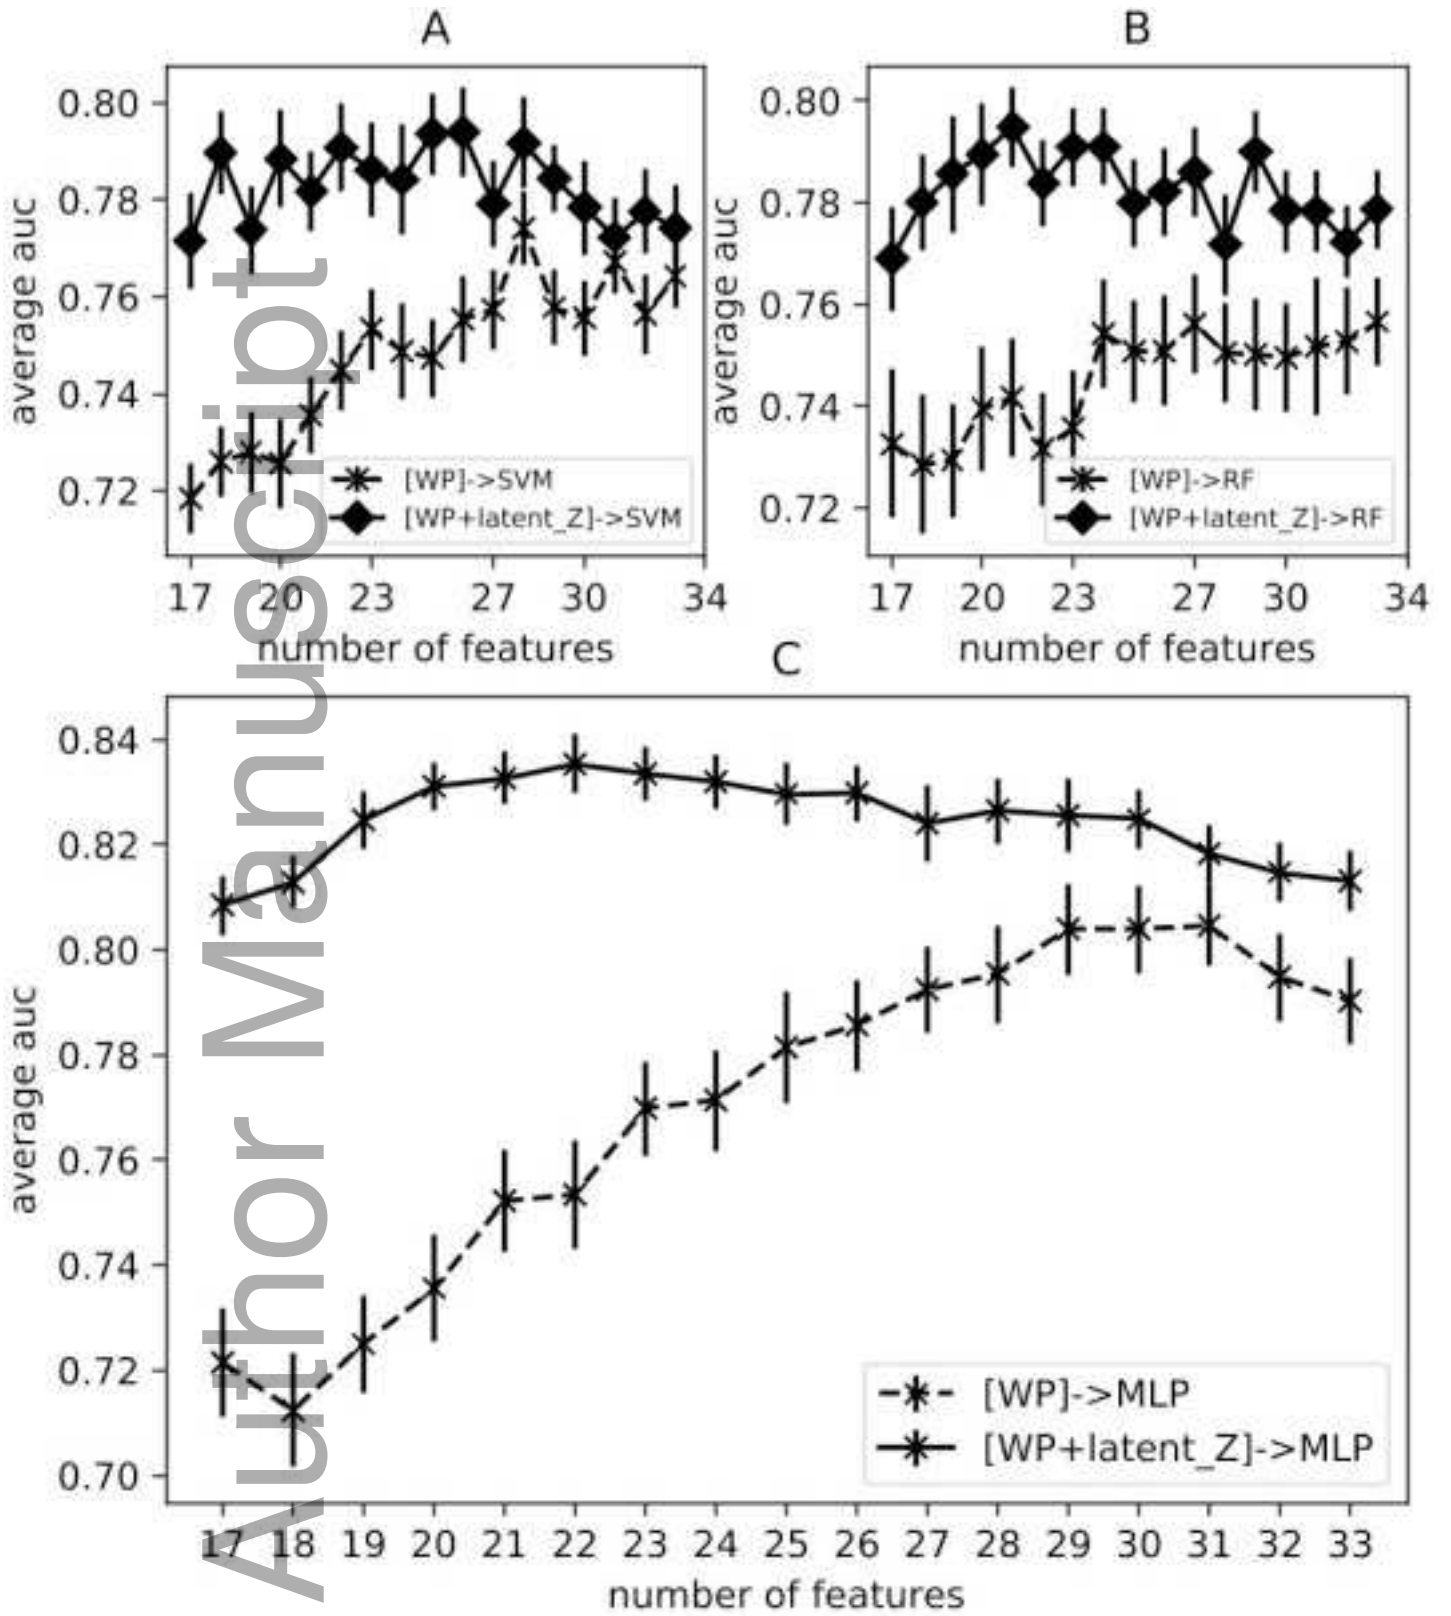 A
B
0.80
0.78
0.76
0.74
0.72
average auc
[WP]->SVM
[WP+latent_Z]->SVM
17 20 23 27 30 34
number of features
0.80
0.78
0.76
0.74
0.72
average auc
[WP]->RF
[WP+latent_Z]->RF
17 20 23 27 30 34
number of features
C
0.84
0.82
0.80
0.78
0.76
0.74
0.72
0.70
average auc
[WP]->MLP
[WP+latent_Z]->MLP
17 18 19 20 21 22 23 24 25 26 27 28 29 30 31 32 33
number of features
Author Manuscript